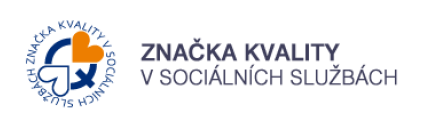 ZNAČKA KVALITY V SOCIÁLNÍCH SLUŽBÁCH
ZNAČKA KVALITY
V SOCIÁLNÍCH SLUŽBÁCH